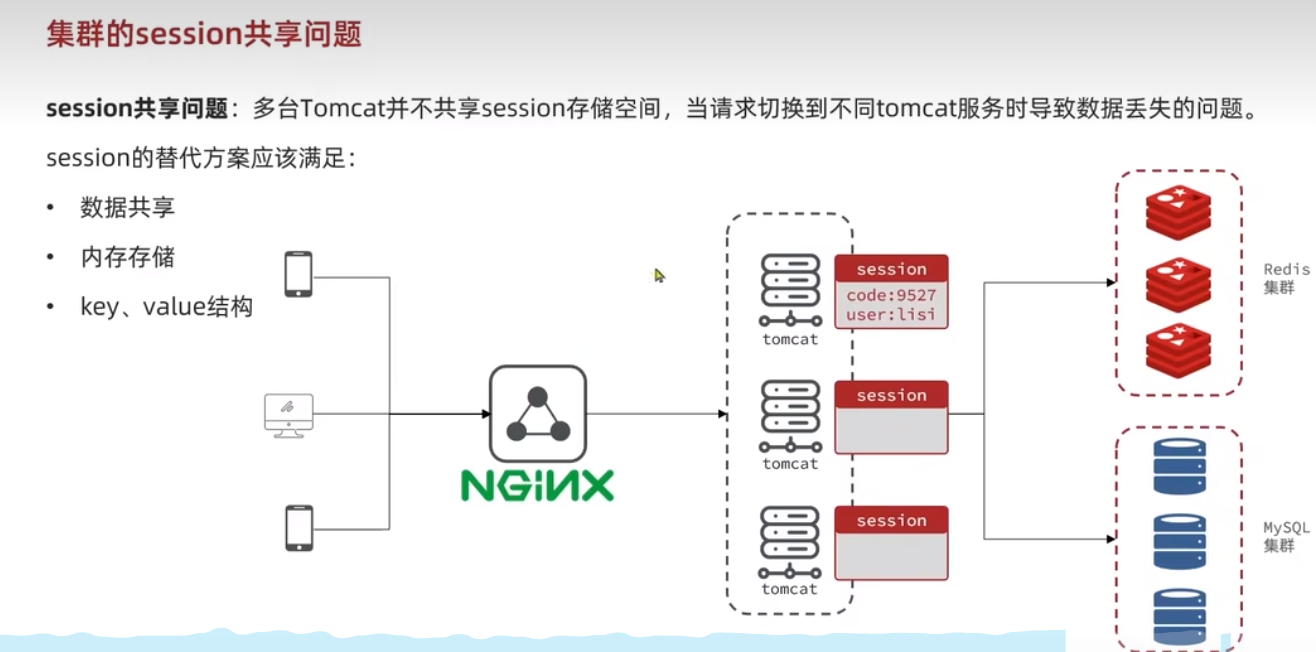 集群的session共享问题
session共享问题：多台Tomcat并不共享session存储空间，当请求切换到不同tomcat服务时导致数据丢失的问题。
session的替代方案应该满足：
• 数据共享
• 内存存储
• key、value结构
NGINX
session
code:9527
user:lisi
tomcat
session
tomcat
session
tomcat
Redis
集群
MySQL
集群